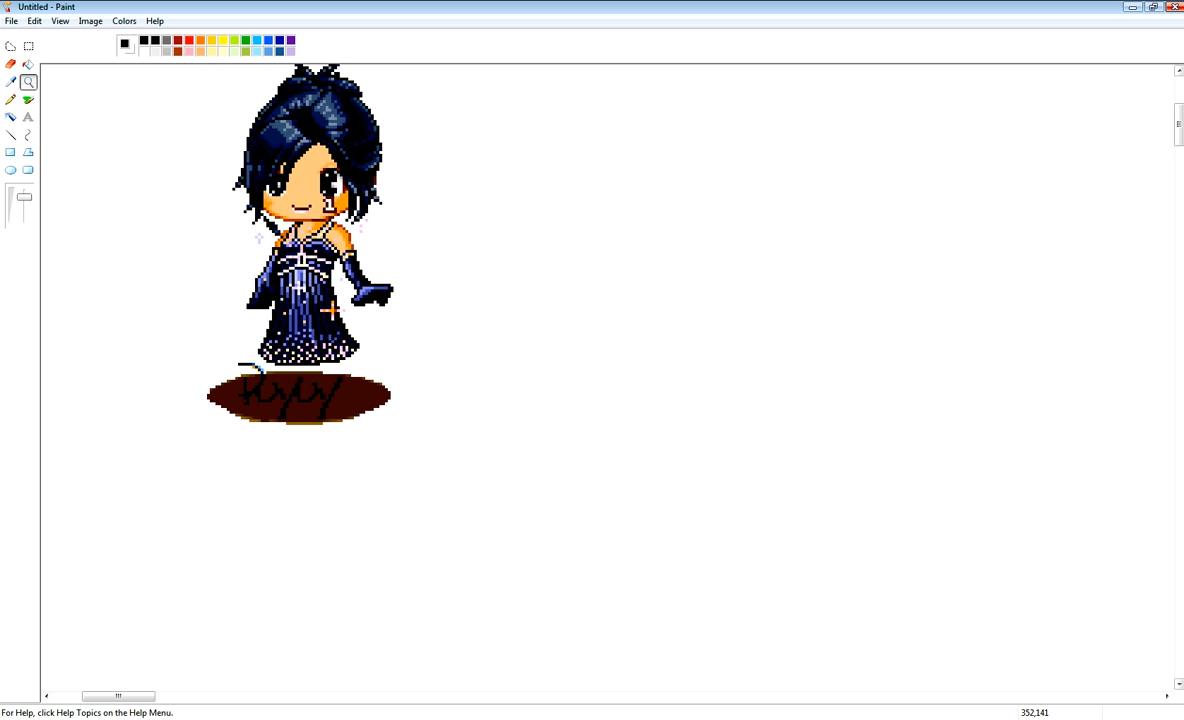 Untitled - Paint
File Edit View Image Colors Help
A
For Help, click Help Topics on the Help Menu.
352,141